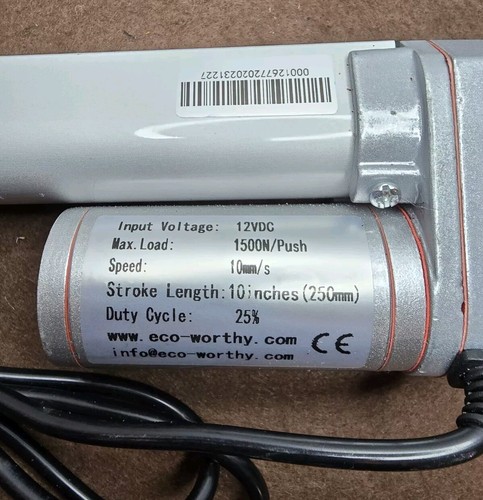 0001267720220231227
Input Voltage: 12VDC
Max.Load: 1500N/Push
Speed: 10mm/s
Stroke Length:10inches(250mm)
Duty Cycle: 25%
www.eco-worthy.com
info@eco-worthy.com CE